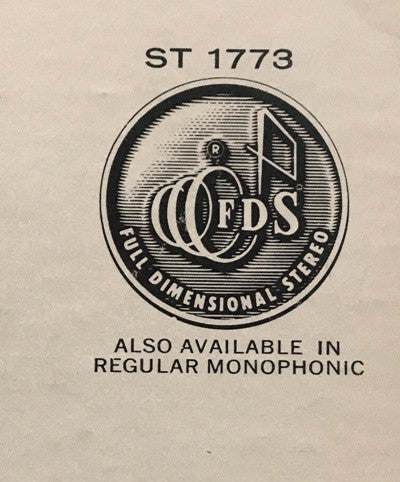 ST 1773
®
FDS
FULL DIMENSIONAL STEREO
ALSO AVAILABLE IN
REGULAR MONOPHONIC